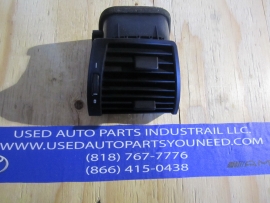 USED AUTO PARTS INDUSTRAIL LLC.
WWW.USEDAUTOPARTSYOUNEED.COM
(818) 767-7776
(866) 415-0438